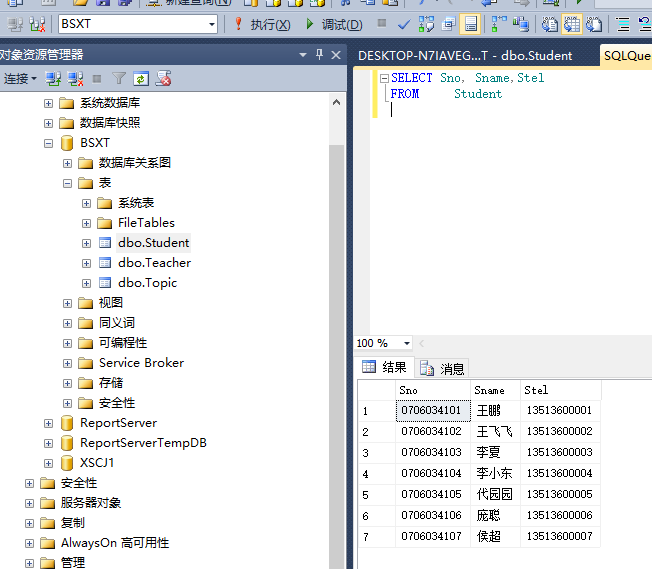 新建查询(N)
BSXT
执行(X)
调试(D)
对象资源管理器
连接
系统数据库
数据库快照
BSXT
数据库关系图
表
系统表
FileTables
dbo.Student
dbo.Teacher
dbo.Topic
视图
同义词
可编程性
Service Broker
存储
安全性
ReportServer
ReportServerTempDB
XSCJ1
安全性
服务器对象
复制
AlwaysOn 高可用性
管理
DESKTOP-N7IAVEG...T - dbo.Student
SQLQue
SELECT Sno, Sname,Stel
FROM Student
100 %
结果
消息
Sno Sname Stel
1 0706034101 王鹏 13513600001
2 0706034102 王飞飞 13513600002
3 0706034103 李夏 13513600003
4 0706034104 李小东 13513600004
5 0706034105 代园园 13513600005
6 0706034106 庞聪 13513600006
7 0706034107 侯超 13513600007